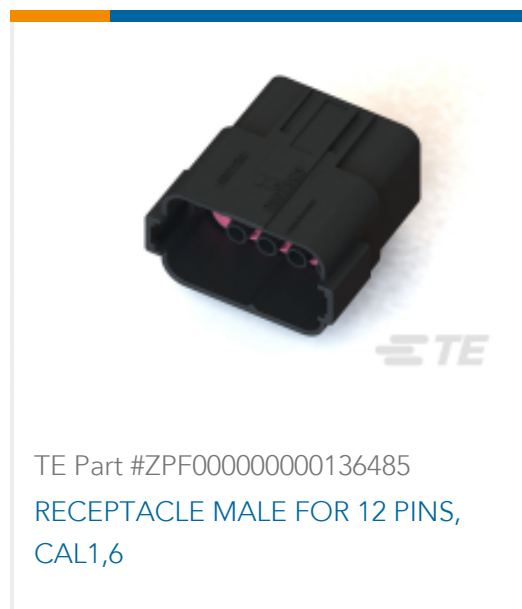 TE
TE Part #ZPF000000000136485
RECEPTACLE MALE FOR 12 PINS,
CAL1,6